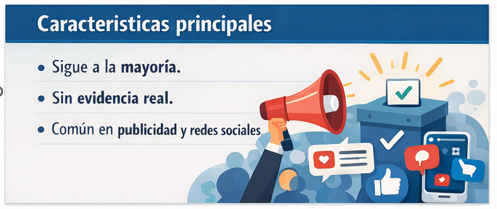 Caracteristicas principales
Sigue a la mayoría.
Sin evidencia real.
Común en publicidad y redes sociales